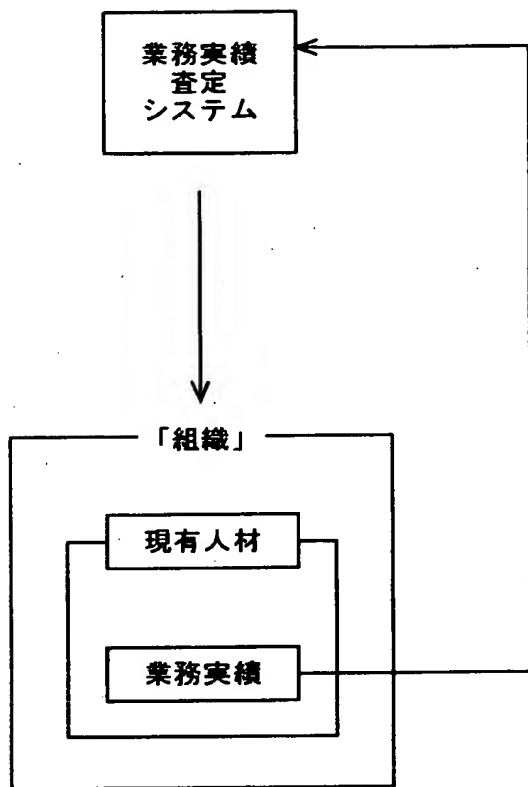 業務実績
査定
システム
「組織」
現有人材
業務実績